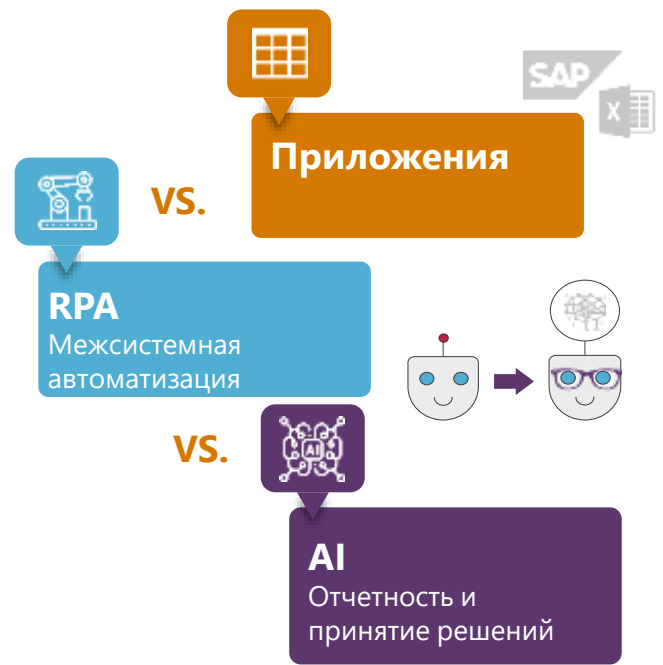 SAP
X
Приложения
VS.
RPA
Межсистемная
автоматизация
VS.
AI
AI
Отчетность и
принятие решений